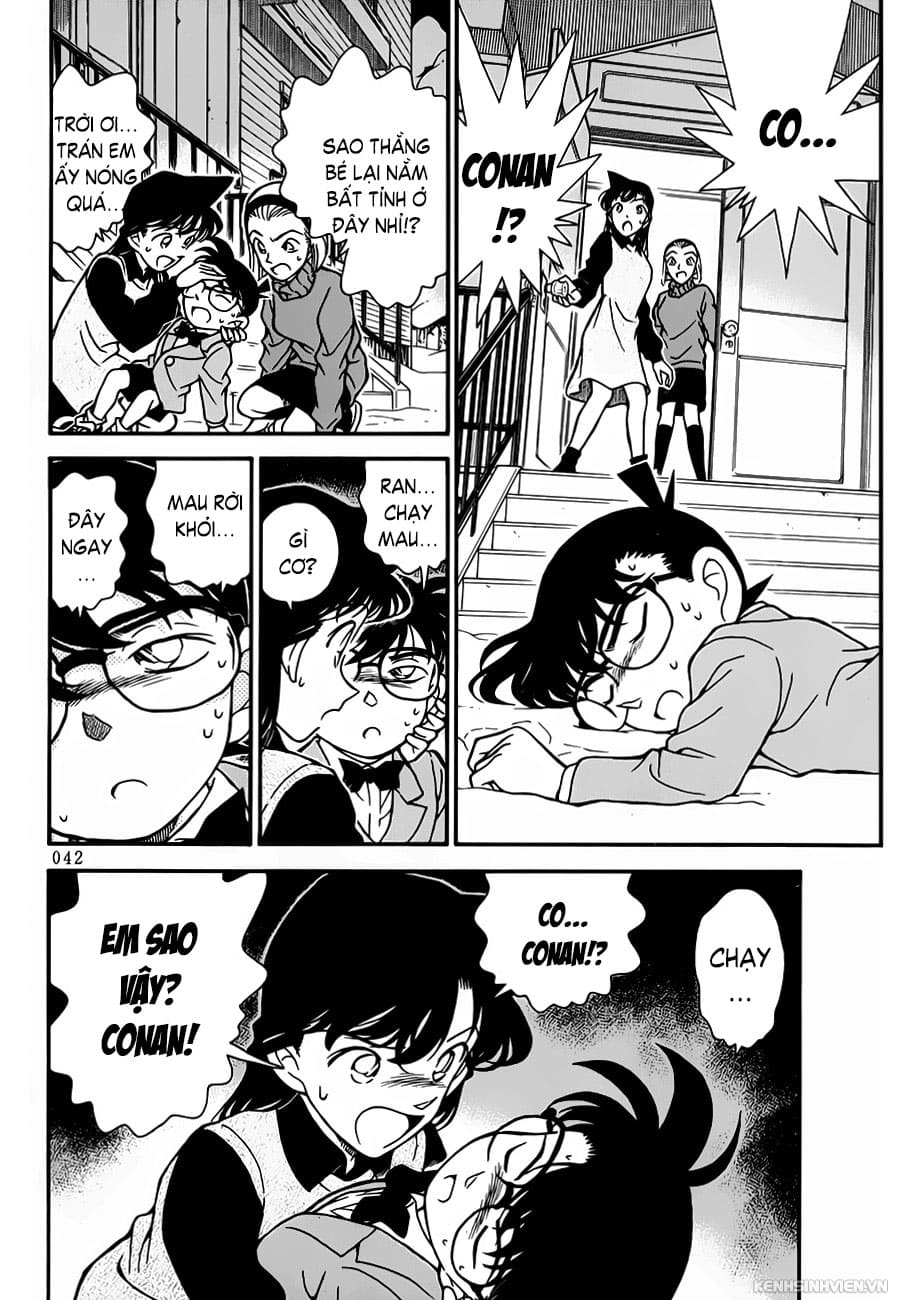 CO...
CONAN
!?
SAO THẰNG
BÉ LẠI NẰM
BẤT TỈNH Ở
ĐÂY NHỈ!?
TRỜI ƠI...
TRÁN EM
ẤY NÓNG
QUÁ...
RAN...
CHẠY
MAU...
GÌ
CƠ?
MAU RỜI
KHỎI...
ĐÂY
NGAY
...
042
CHẠY
...
CO...
CONAN!?
EM SAO
VẬY?
CONAN!
KENHSINHVIEN.VN